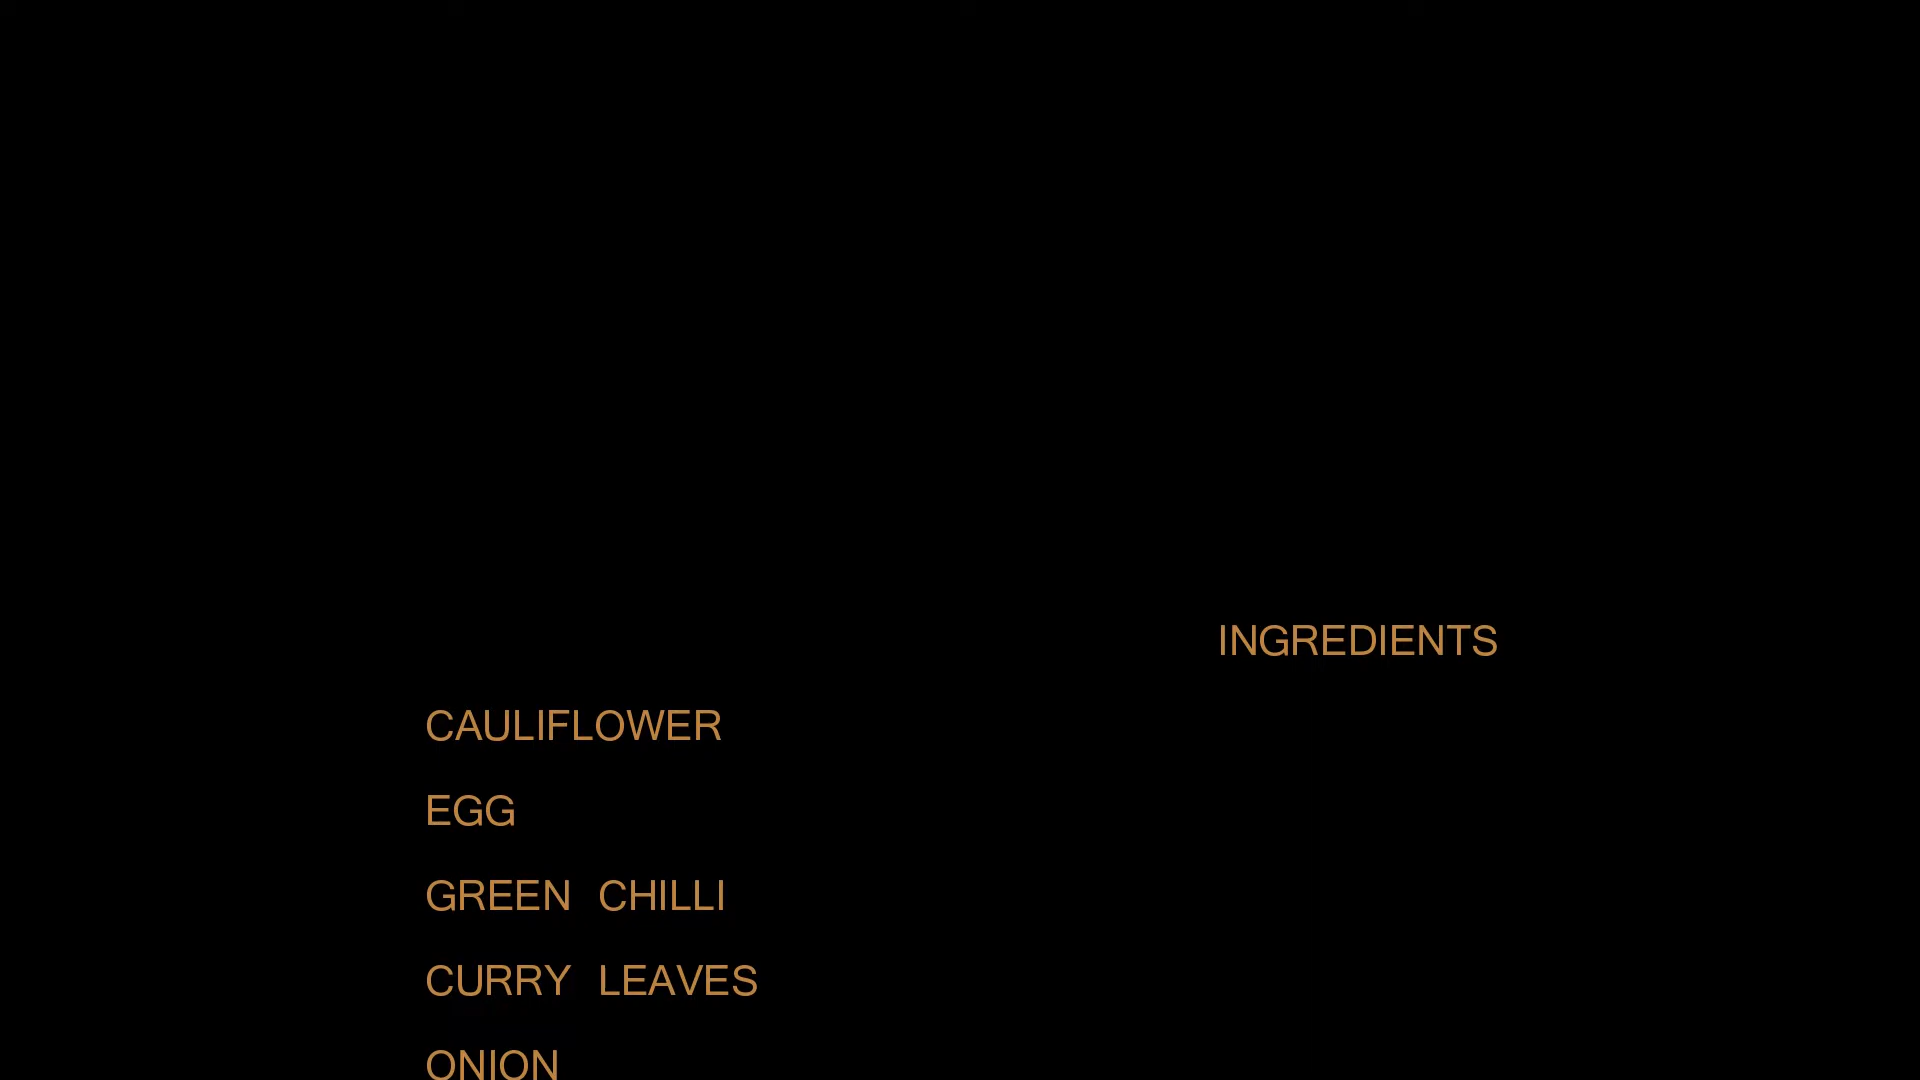 INGREDIENTS
CAULIFLOWER
EGG
GREEN CHILLI
CURRY LEAVES
ONION